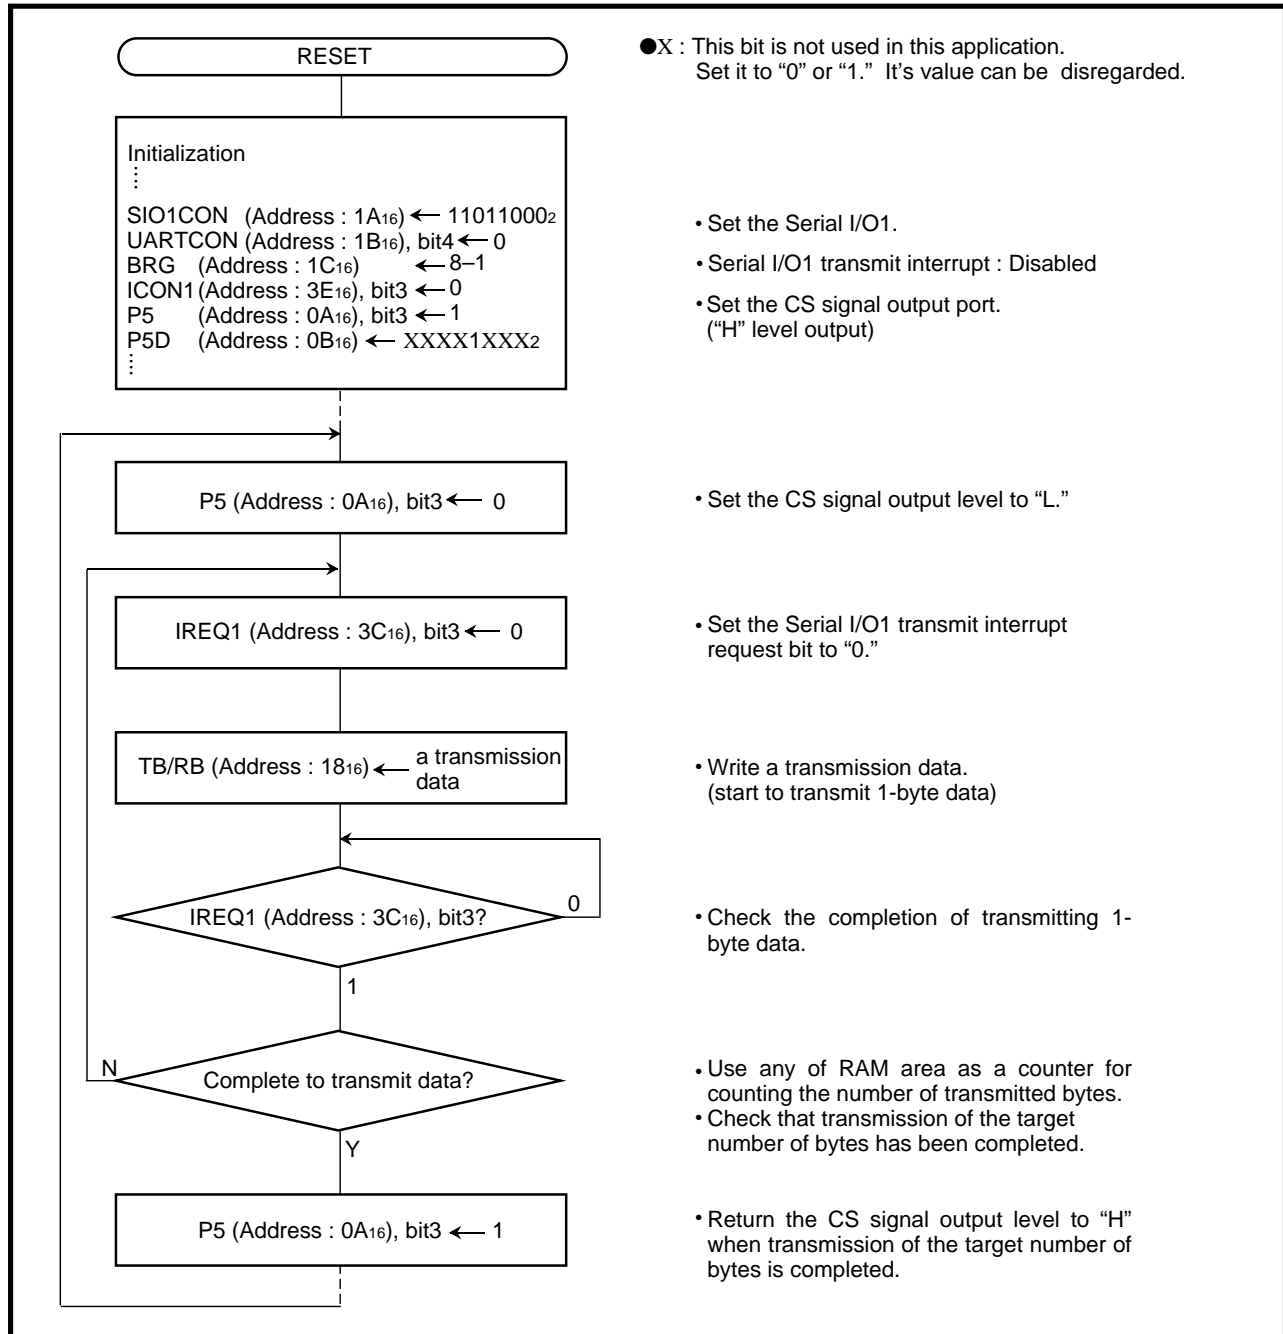 RESET
●X : This bit is not used in this application.
Set it to “0” or “1.” It’s value can be disregarded.
Initialization
SIO1CON (Address : 1A16) ← 110110002
UARTCON (Address : 1B16), bit4 ← 0
BRG (Address : 1C16) ← 8–1
ICON1 (Address : 3E16), bit3 ← 0
P5 (Address : 0A16), bit3 ← 1
P5D (Address : 0B16) ← XXXX1XXX2
• Set the Serial I/O1.
• Serial I/O1 transmit interrupt : Disabled
• Set the CS signal output port.
(“H” level output)
P5 (Address : 0A16), bit3 ← 0
• Set the CS signal output level to “L.”
IREQ1 (Address : 3C16), bit3 ← 0
• Set the Serial I/O1 transmit interrupt
request bit to “0.”
TB/RB (Address : 1816) ← a transmission
data
• Write a transmission data.
(start to transmit 1-byte data)
IREQ1 (Address : 3C16), bit3?
0
1
• Check the completion of transmitting 1-
byte data.
Complete to transmit data?
N
Y
• Use any of RAM area as a counter for
counting the number of transmitted bytes.
• Check that transmission of the target
number of bytes has been completed.
P5 (Address : 0A16), bit3 ← 1
• Return the CS signal output level to “H”
when transmission of the target number of
bytes is completed.